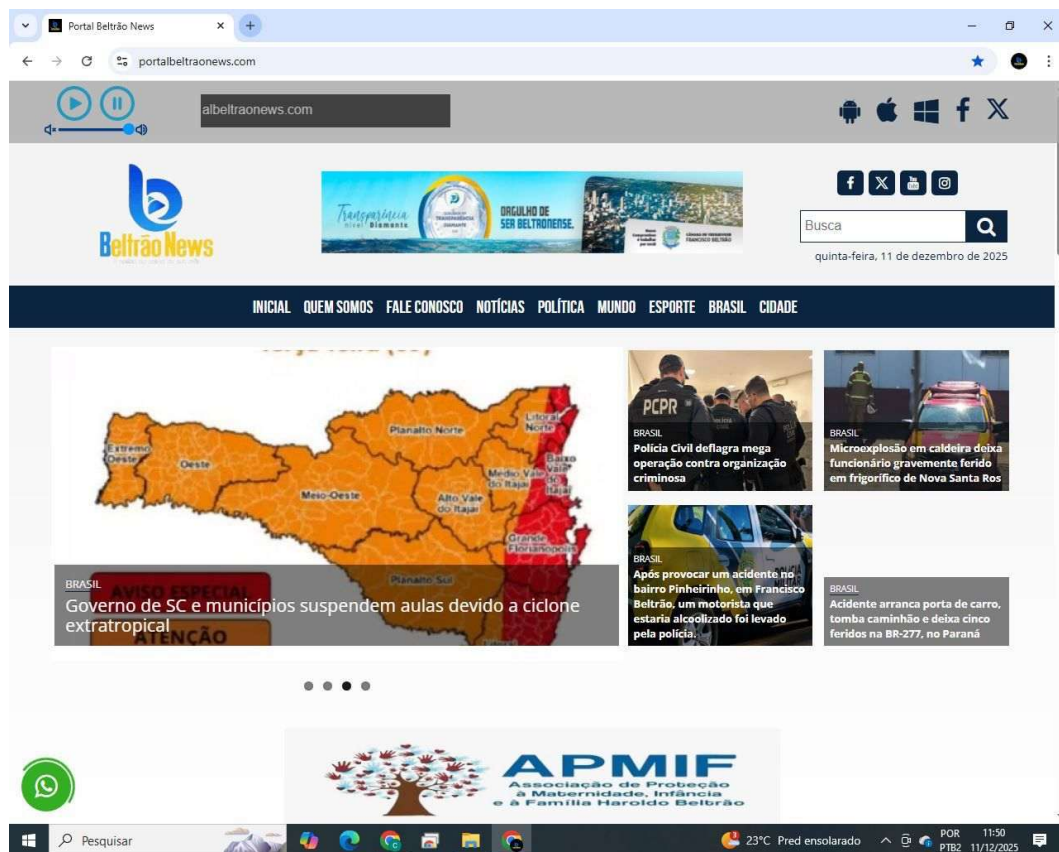 Portal Beltrão News
portalbeltraonews.com
albeltraonews.com
Beltrão News
Transparência
nível Diamante
ORGULHO DE
SER BELTRONENSE.
CÂMARA DE VEREADORES
FRANCISCO BELTRÃO
Busca
quinta-feira, 11 de dezembro de 2025
INICIAL QUEM SOMOS FALE CONOSCO NOTÍCIAS POLÍTICA MUNDO ESPORTE BRASIL CIDADE
Extremo
Oeste
Oeste
Meio-Oeste
Planalto Norte
Litoral
Norte
Médio Vale
do Itajaí
Baixo
Vale
do
Itajaí
Alto Vale
do Itajaí
Grande
Florianópolis
Planalto Sul
AVISO ESPECIAL
ATENÇÃO
BRASIL
Governo de SC e municípios suspendem aulas devido a ciclone
extratropical
PCPR
BRASIL
Polícia Civil deflagra mega
operação contra organização
criminosa
BRASIL
Microexplosão em caldeira deixa
funcionário gravemente ferido
em frigorífico de Nova Santa Ros
BRASIL
Após provocar um acidente no
bairro Pinheirinho, em Francisco
Beltrão, um motorista que
estaria alcoolizado foi levado
pela polícia.
BRASIL
Acidente arranca porta de carro,
tomba caminhão e deixa cinco
feridos na BR-277, no Paraná
APMIF
Associação de Proteção
à Maternidade, Infância
e à Família Haroldo Beltrão
Pesquisar
23°C Pred ensolarado
POR
PTB2
11:50
11/12/2025